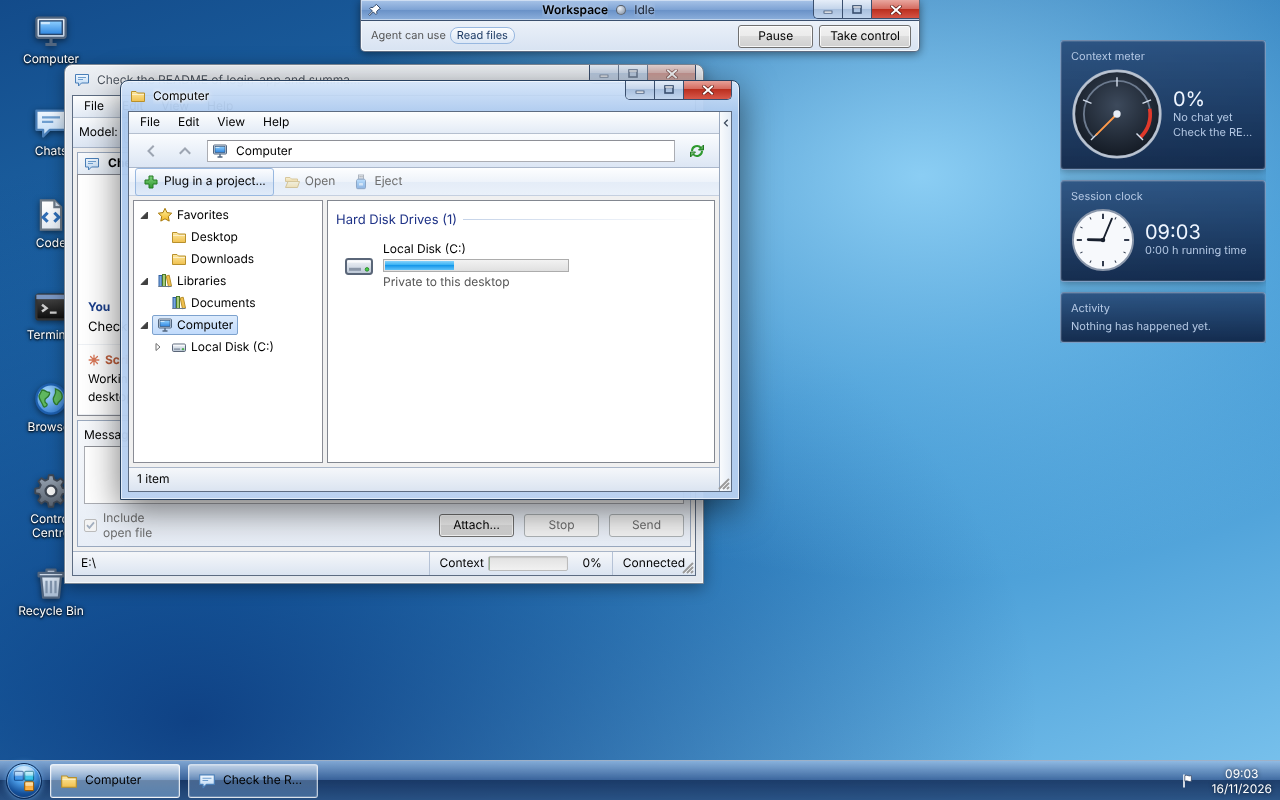 Workspace
Idle
Agent can use
Read files
Pause
Take control
Computer
Chats
Code
Recycle Bin
Check the README of login-app and summa
File
Model:
You
Chec
Sc
Worki
deskt
Messa
Include
open file
Attach...
Stop
Send
E:\
Context
0%
Connected
Computer
File
Edit
View
Help
Computer
Plug in a project...
Open
Eject
Favorites
Desktop
Downloads
Libraries
Documents
Computer
Local Disk (C:)
Hard Disk Drives (1)
Local Disk (C:)
Private to this desktop
1 item
Context meter
0%
No chat yet
Check the RE...
Session clock
09:03
0:00 h running time
Activity
Nothing has happened yet.
Computer
Check the R...
09:03
16/11/2026